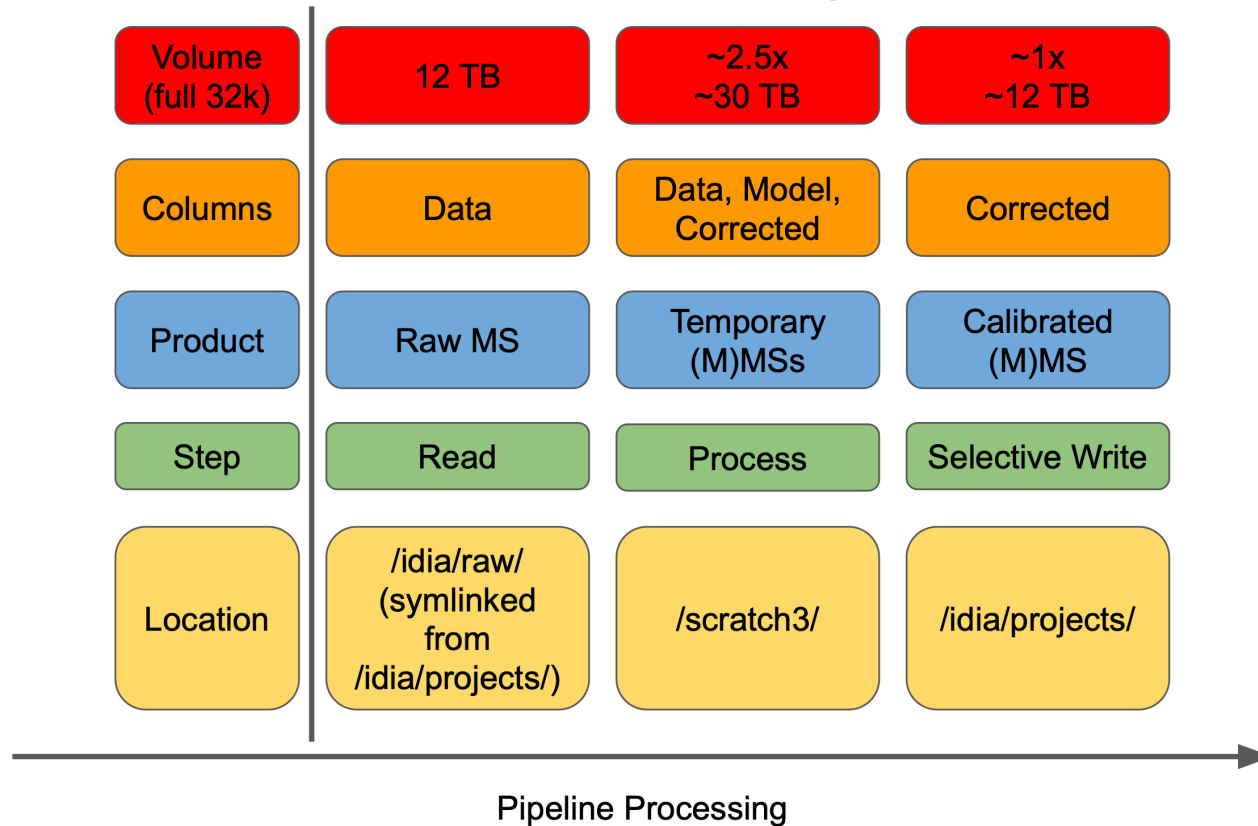 Volume
(full 32k)
12 TB
~2.5x
~30 TB
~1x
~12 TB
Columns
Data
Data, Model,
Corrected
Corrected
Product
Raw MS
Temporary
(M)MSs
Calibrated
(M)MS
Step
Read
Process
Selective Write
Location
/idia/raw/
(symlinked
from
/idia/projects/)
/scratch3/
/idia/projects/
Pipeline Processing